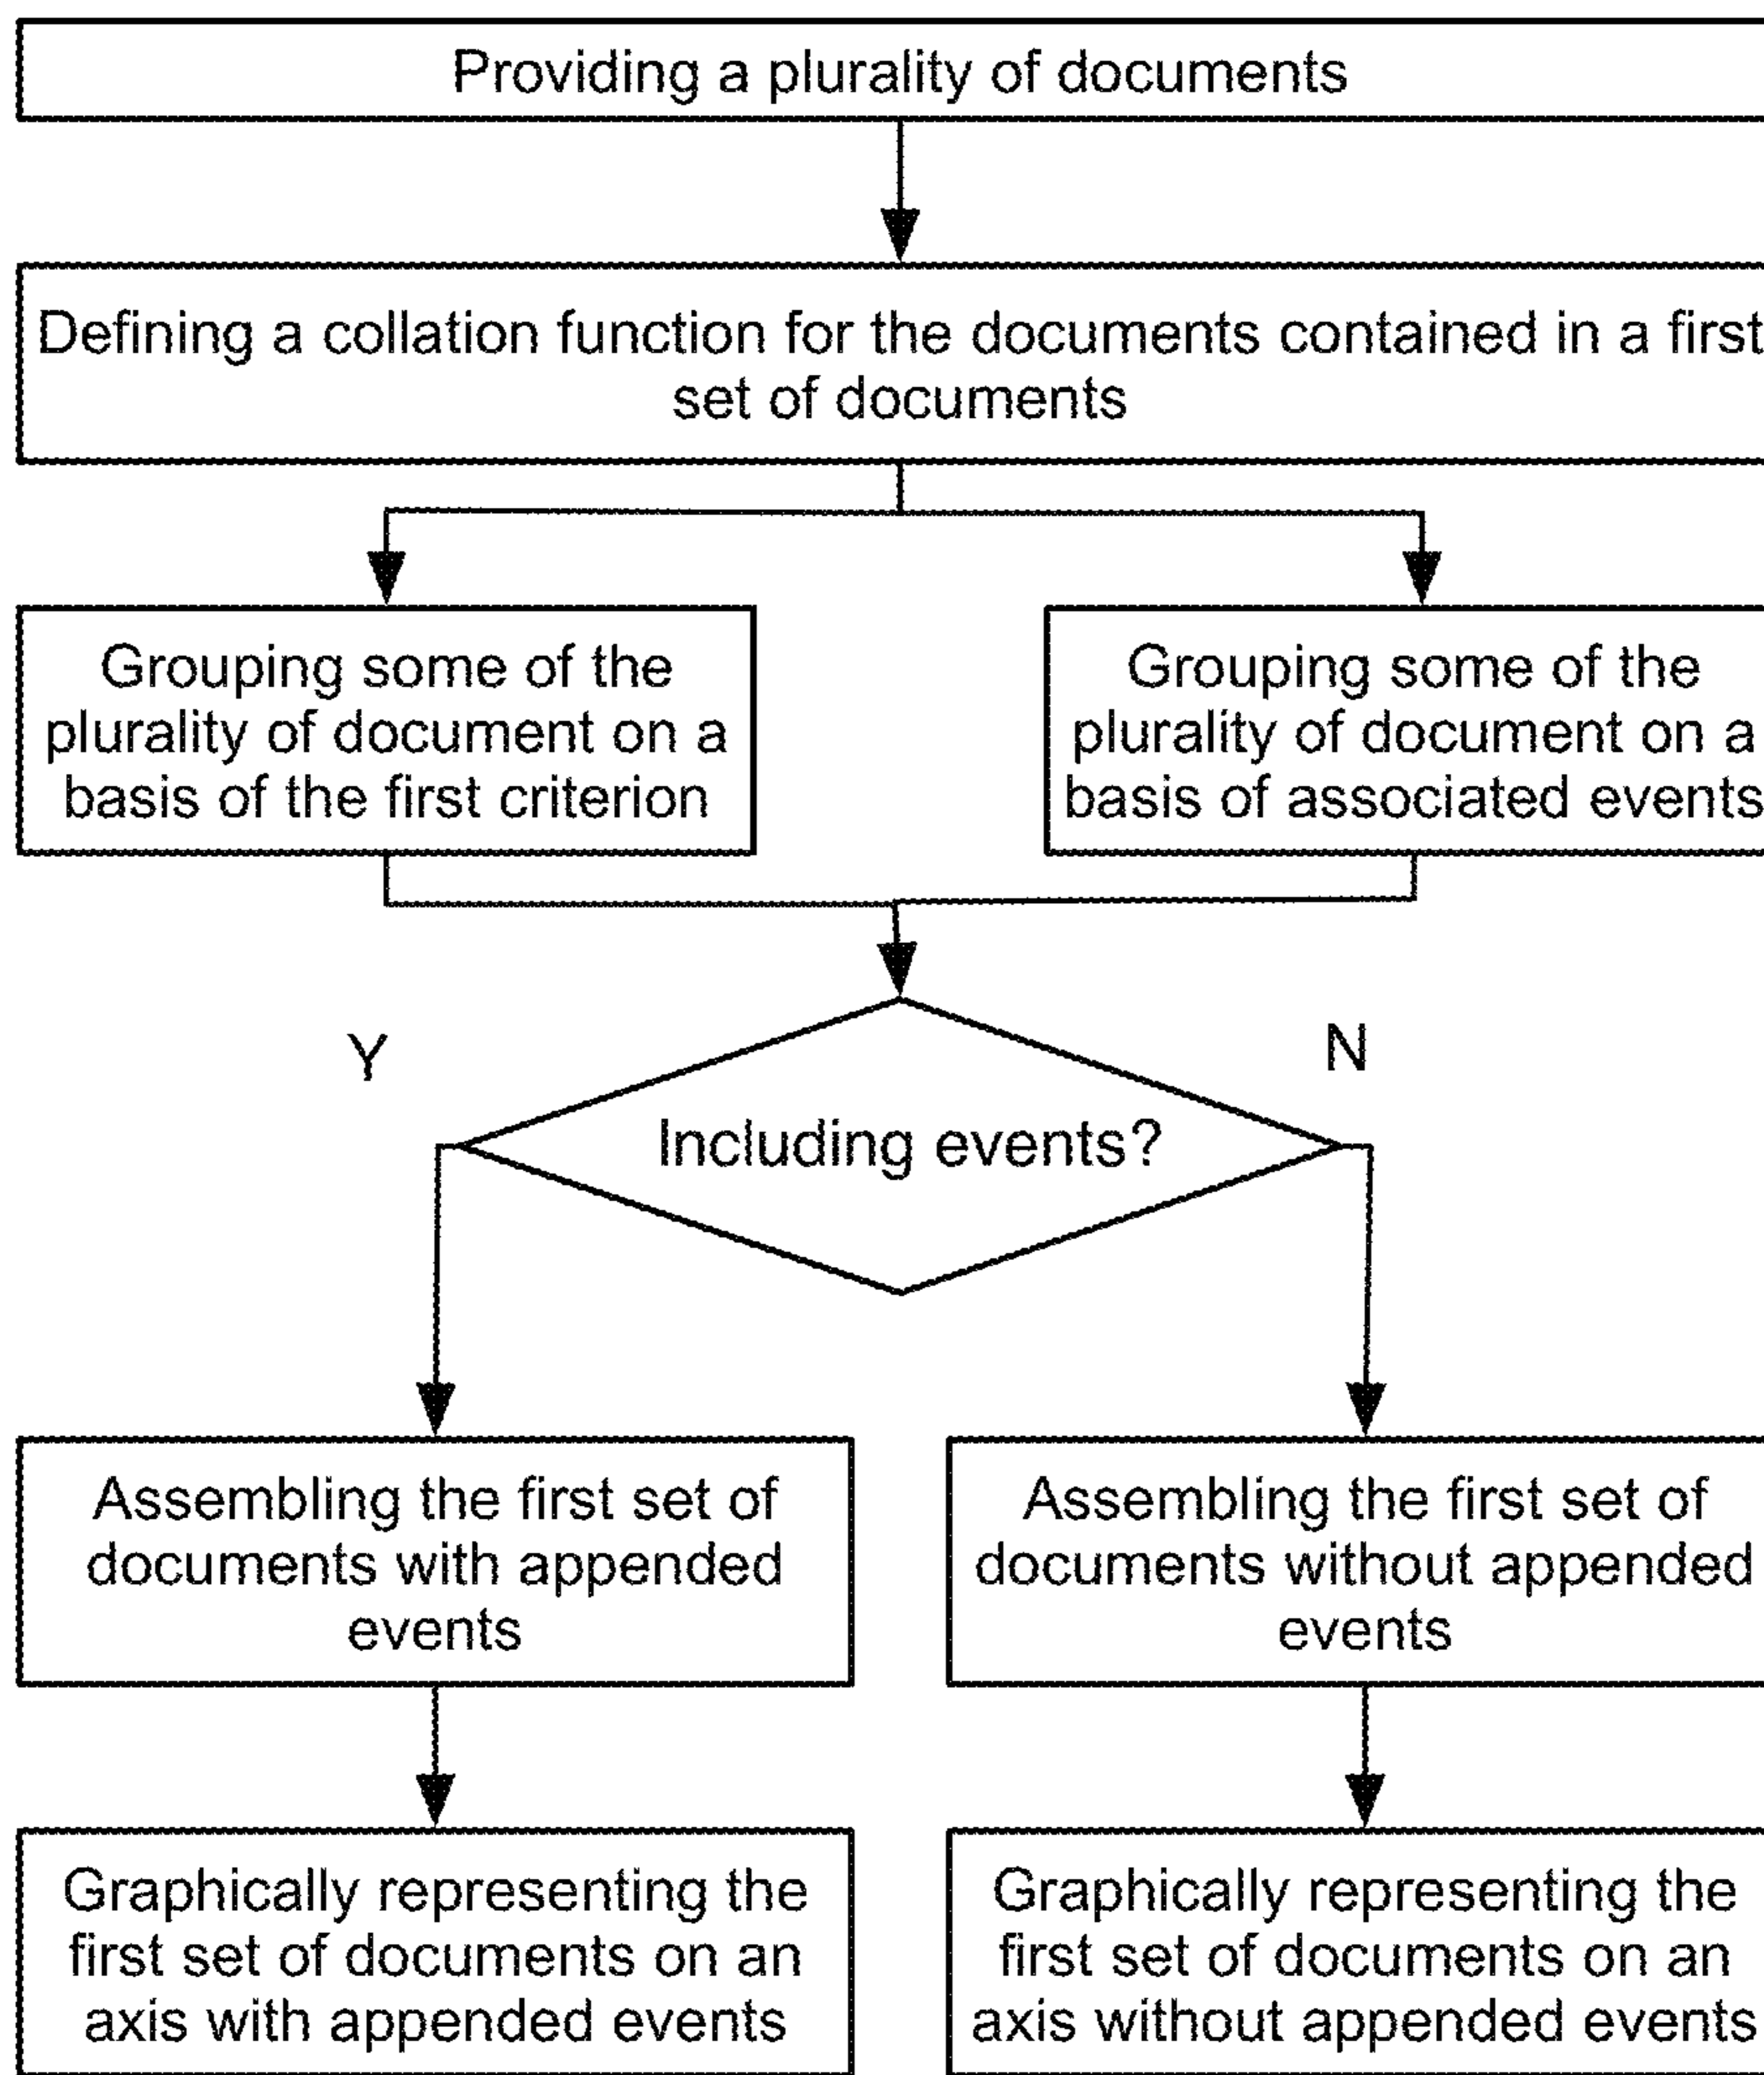 Providing a plurality of documents
Defining a collation function for the documents contained in a first
set of documents
Grouping some of the
plurality of document on a
basis of the first criterion
Grouping some of the
plurality of document on a
basis of associated events
Y
N
Including events?
Assembling the first set of
documents with appended
events
Assembling the first set of
documents without appended
events
Graphically representing the
first set of documents on an
axis with appended events
Graphically representing the
first set of documents on an
axis without appended events